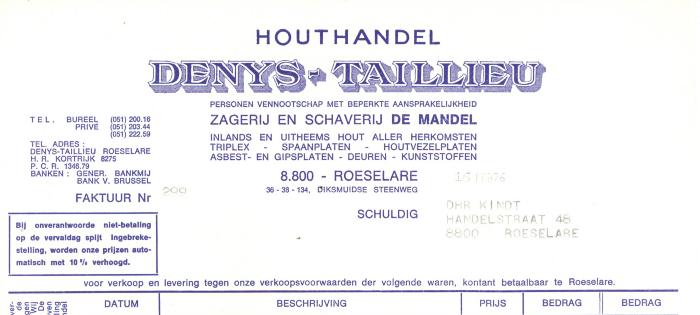 HOUTHANDEL
DENYS - TAILLIEU
PERSONEN VENNOOTSCHAP MET BEPERKTE AANSPRAKELIJKHEID
ZAGERIJ EN SCHAVERIJ DE MANDEL
INLANDS EN UITHEEMS HOUT ALLER HERKOMSTEN
TRIPLEX - SPAANPLATEN - HOUTVEZELPLATEN
ASBEST- EN GIPSPLATEN - DEUREN - KUNSTSTOFFEN
8.800 - ROESELARE
36 - 38 - 134, DIKSMUIDSE STEENWEG
TEL. BUREEL (051) 200.16
PRIVE (051) 203.44
(051) 222.59
TEL. ADRES :
DENYS-TAILLIEU ROESELARE
H. R. KORTRIJK 8275
P. C. R. 1346.79
BANKEN : GENER. BANKMIJ
BANK V. BRUSSEL
FAKTUUR Nr 200
SCHULDIG
DHR KINDT
HANDELSTRAAT 48
8800 ROESELARE
Bij onverantwoorde niet-betaling
op de vervaldag spijt ingebreke-
stelling, worden onze prijzen auto-
matisch met 10 % verhoogd.
voor verkoop en levering tegen onze verkoopsvoorwaarden der volgende waren, kontant betaalbaar te Roeselare.
DATUM BESCHRIJVING PRIJS BEDRAG BEDRAG